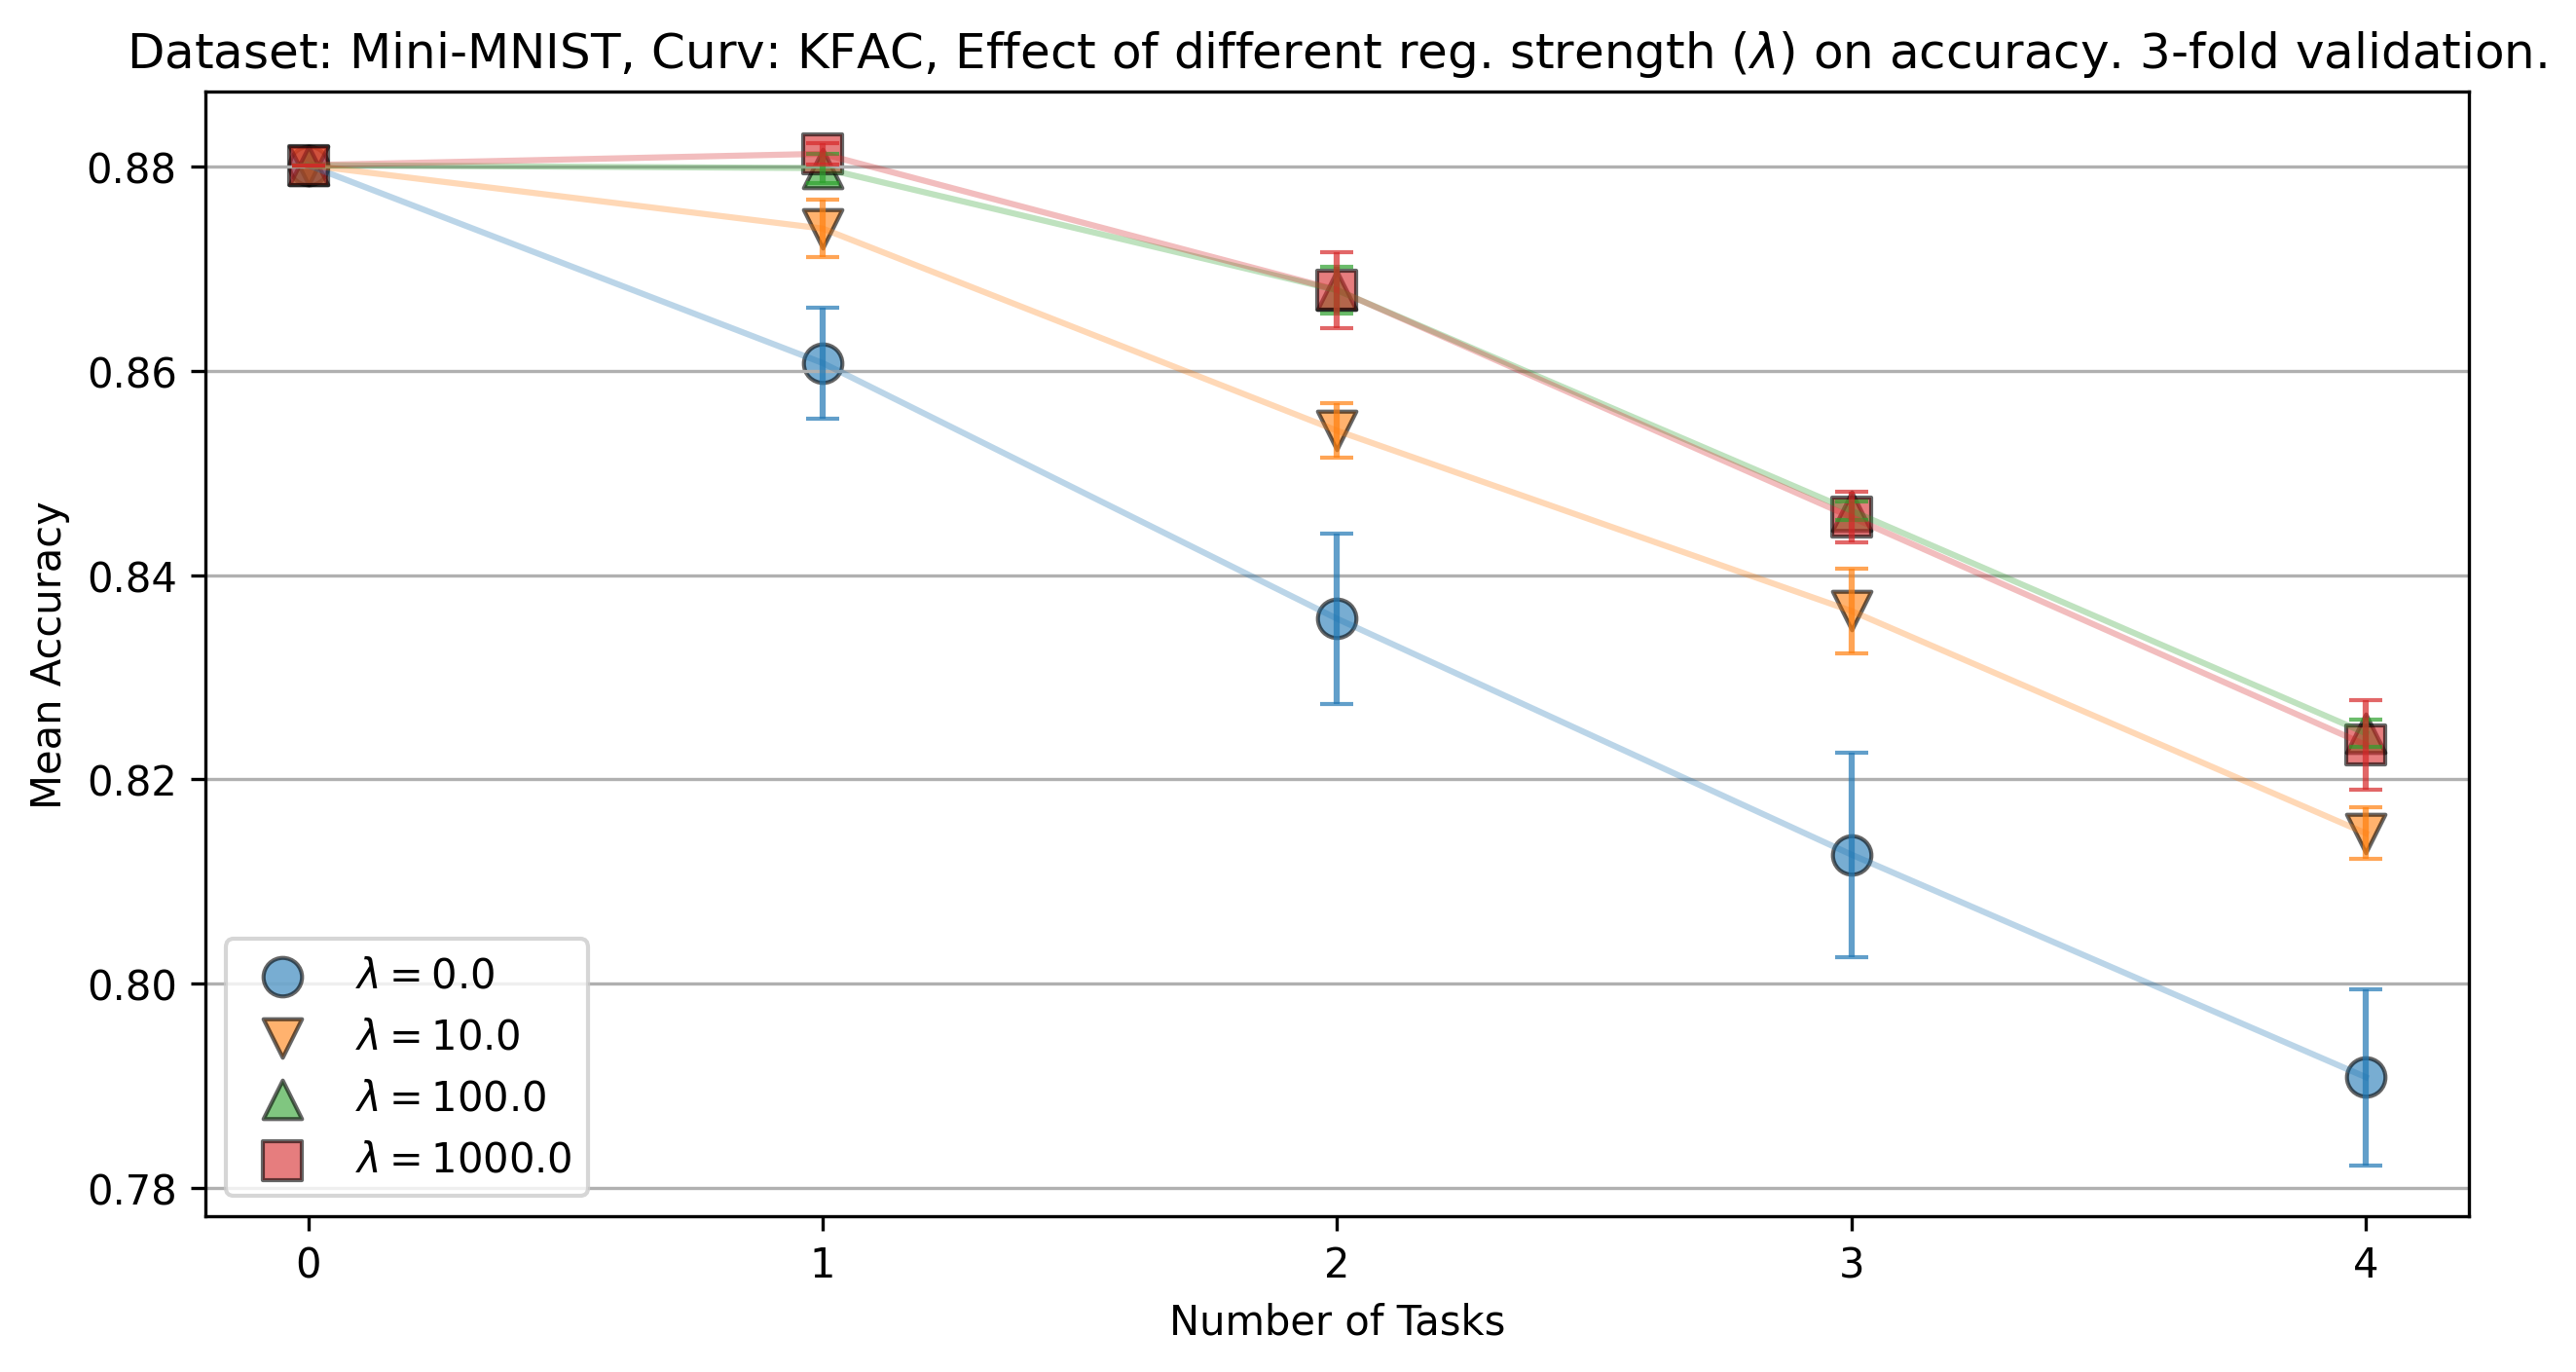 Dataset: Mini-MNIST, Curv: KFAC, Effect of different reg. strength (λ) on accuracy. 3-fold validation.
0.88
0.86
0.84
0.82
0.80
0.78
Mean Accuracy
λ = 0.0
λ = 10.0
λ = 100.0
λ = 1000.0
0 1 2 3 4
Number of Tasks